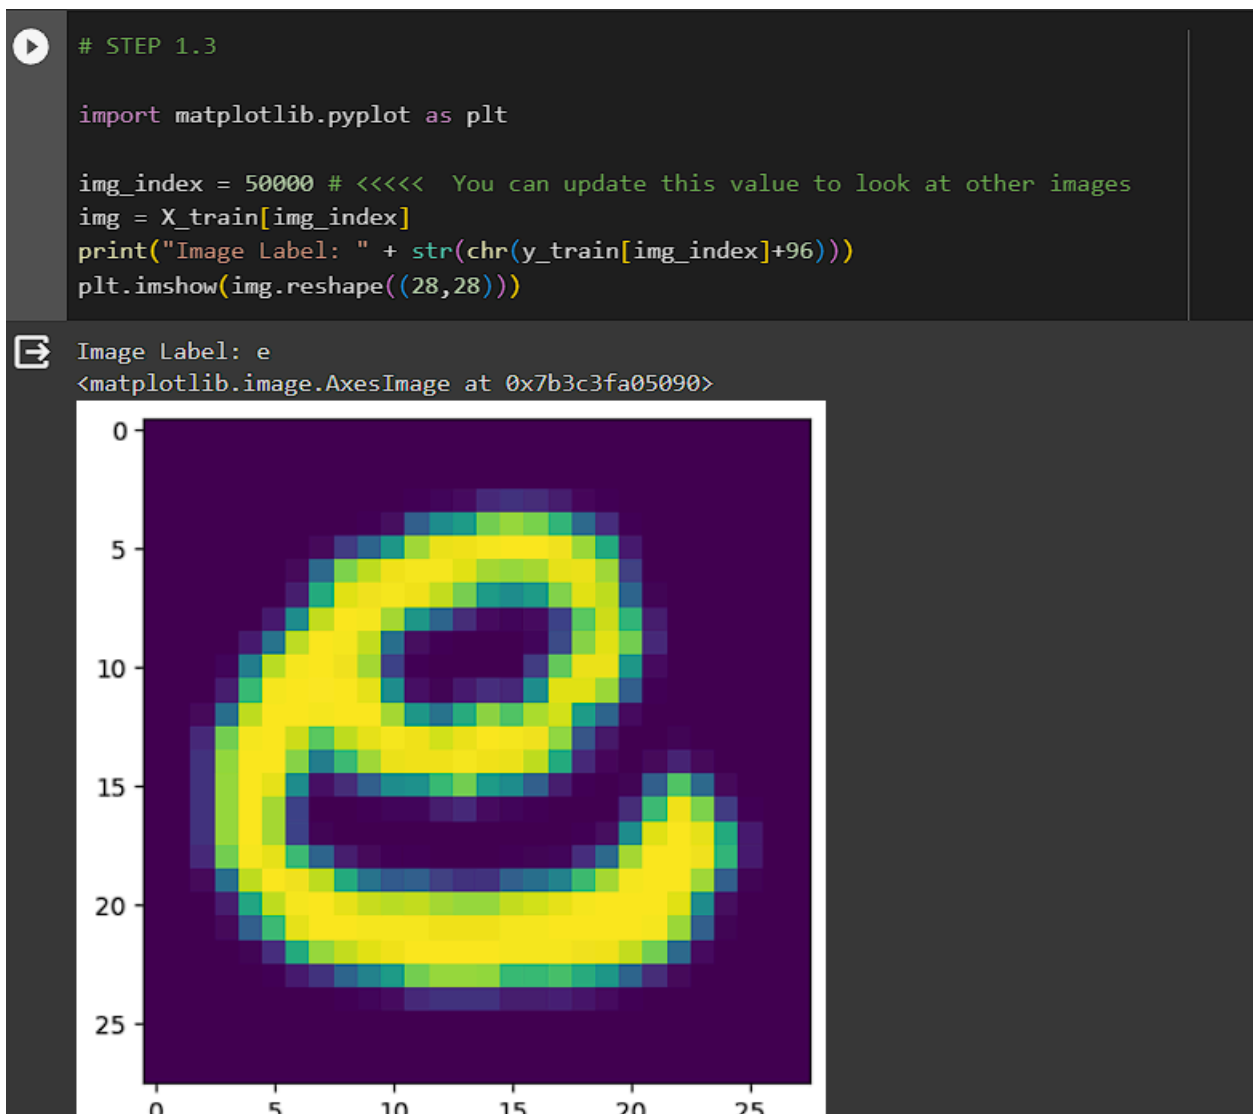 # STEP 1.3
import matplotlib.pyplot as plt
img_index = 50000 # <<<<<  You can update this value to look at other images
img = X_train[img_index]
print("Image Label: " + str(chr(y_train[img_index]+96)))
plt.imshow(img.reshape((28,28)))
Image Label: e
<matplotlib.image.AxesImage at 0x7b3c3fa05090>
0
5
10
15
20
25
e
0 5 10 15 20 25